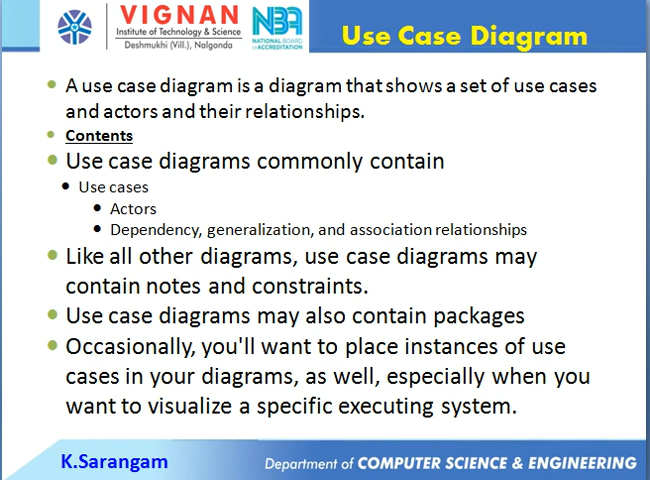 VIGNAN
Institute of Technology & Science
Deshmukhi (Vill.), Nalgonda
NBA
NATIONAL BOARD
of ACCREDITATION
Use Case Diagram
A use case diagram is a diagram that shows a set of use cases
and actors and their relationships.
Contents
Use case diagrams commonly contain
Use cases
Actors
Dependency, generalization, and association relationships
Like all other diagrams, use case diagrams may
contain notes and constraints.
Use case diagrams may also contain packages
Occasionally, you'll want to place instances of use
cases in your diagrams, as well, especially when you
want to visualize a specific executing system.
K.Sarangam
Department of COMPUTER SCIENCE & ENGINEERING